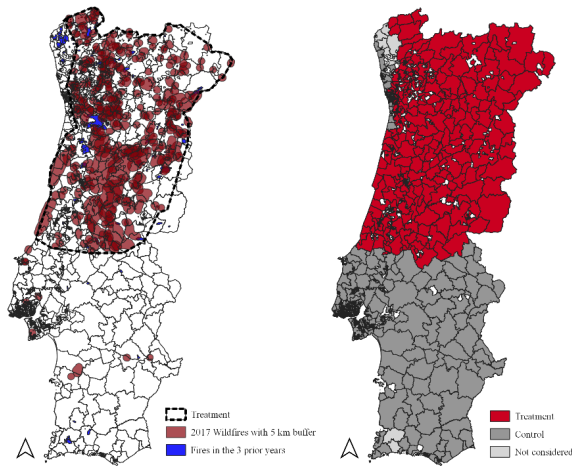 Treatment
2017 Wildfires with 5 km buffer
Fires in the 3 prior years
Treatment
Control
Not considered